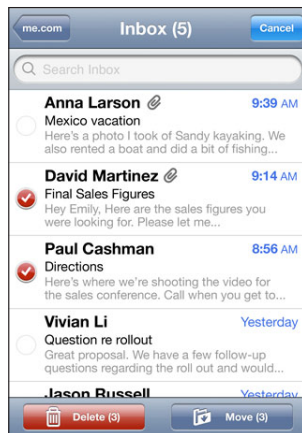 me.com
Inbox (5)
Cancel
Search Inbox
Anna Larson
9:39 AM
Mexico vacation
Here's a photo I took of Sandy kayaking. We
also rented a boat and did a bit of fishing...
David Martinez
9:14 AM
Final Sales Figures
Hey Emily, Here are the sales figures you
were looking for. Please let me...
Paul Cashman
8:56 AM
Directions
Here's where we're shooting the video for
the sales conference. Call when you get to...
Vivian Li
Yesterday
Question re rollout
Great proposal. We have a few follow-up
questions regarding the roll out and would...
Jason Russell
Yesterday
Delete (3)
Move (3)